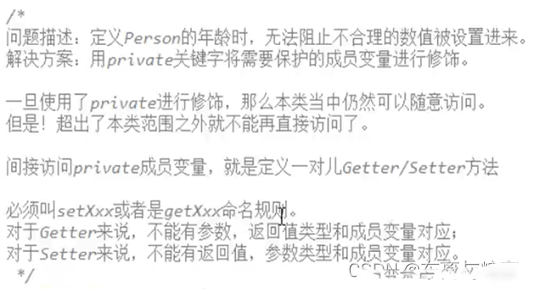 /*
问题描述：定义Person的年龄时，无法阻止不合理的数值被设置进来。
解决方案：用private关键字将需要保护的成员变量进行修饰。
一旦使用了private进行修饰，那么本类当中仍然可以随意访问。
但是！超出了本类范围之外就不能再直接访问了。
间接访问private成员变量，就是定义一对儿Getter/Setter方法
必须叫setXxx或者是getXxx命名规则。
对于Getter来说，不能有参数，返回值类型和成员变量对应；
对于Setter来说，不能有返回值，参数类型和成员变量对应。
*/
CSDN